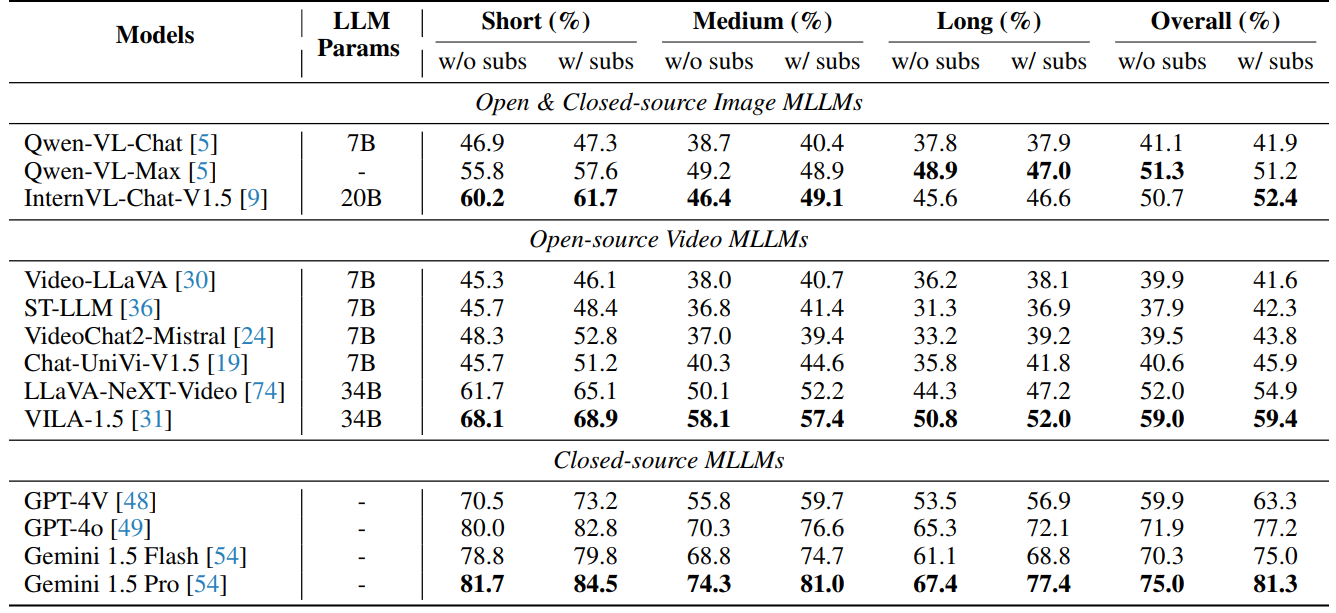 Models LLM Params Short (%) Medium (%) Long (%) Overall (%)
w/o subs w/ subs w/o subs w/ subs w/o subs w/ subs w/o subs w/ subs
Open & Closed-source Image MLLMs
Qwen-VL-Chat [5] 7B 46.9 47.3 38.7 40.4 37.8 37.9 41.1 41.9
Qwen-VL-Max [5] - 55.8 57.6 49.2 48.9 48.9 47.0 51.3 51.2
InternVL-Chat-V1.5 [9] 20B 60.2 61.7 46.4 49.1 45.6 46.6 50.7 52.4
Open-source Video MLLMs
Video-LLaVA [30] 7B 45.3 46.1 38.0 40.7 36.2 38.1 39.9 41.6
ST-LLM [36] 7B 45.7 48.4 36.8 41.4 31.3 36.9 37.9 42.3
VideoChat2-Mistral [24] 7B 48.3 52.8 37.0 39.4 33.2 39.2 39.5 43.8
Chat-UniVi-V1.5 [19] 7B 45.7 51.2 40.3 44.6 35.8 41.8 40.6 45.9
LLaVA-NeXT-Video [74] 34B 61.7 65.1 50.1 52.2 44.3 47.2 52.0 54.9
VILA-1.5 [31] 34B 68.1 68.9 58.1 57.4 50.8 52.0 59.0 59.4
Closed-source MLLMs
GPT-4V [48] - 70.5 73.2 55.8 59.7 53.5 56.9 59.9 63.3
GPT-4o [49] - 80.0 82.8 70.3 76.6 65.3 72.1 71.9 77.2
Gemini 1.5 Flash [54] - 78.8 79.8 68.8 74.7 61.1 68.8 70.3 75.0
Gemini 1.5 Pro [54] - 81.7 84.5 74.3 81.0 67.4 77.4 75.0 81.3